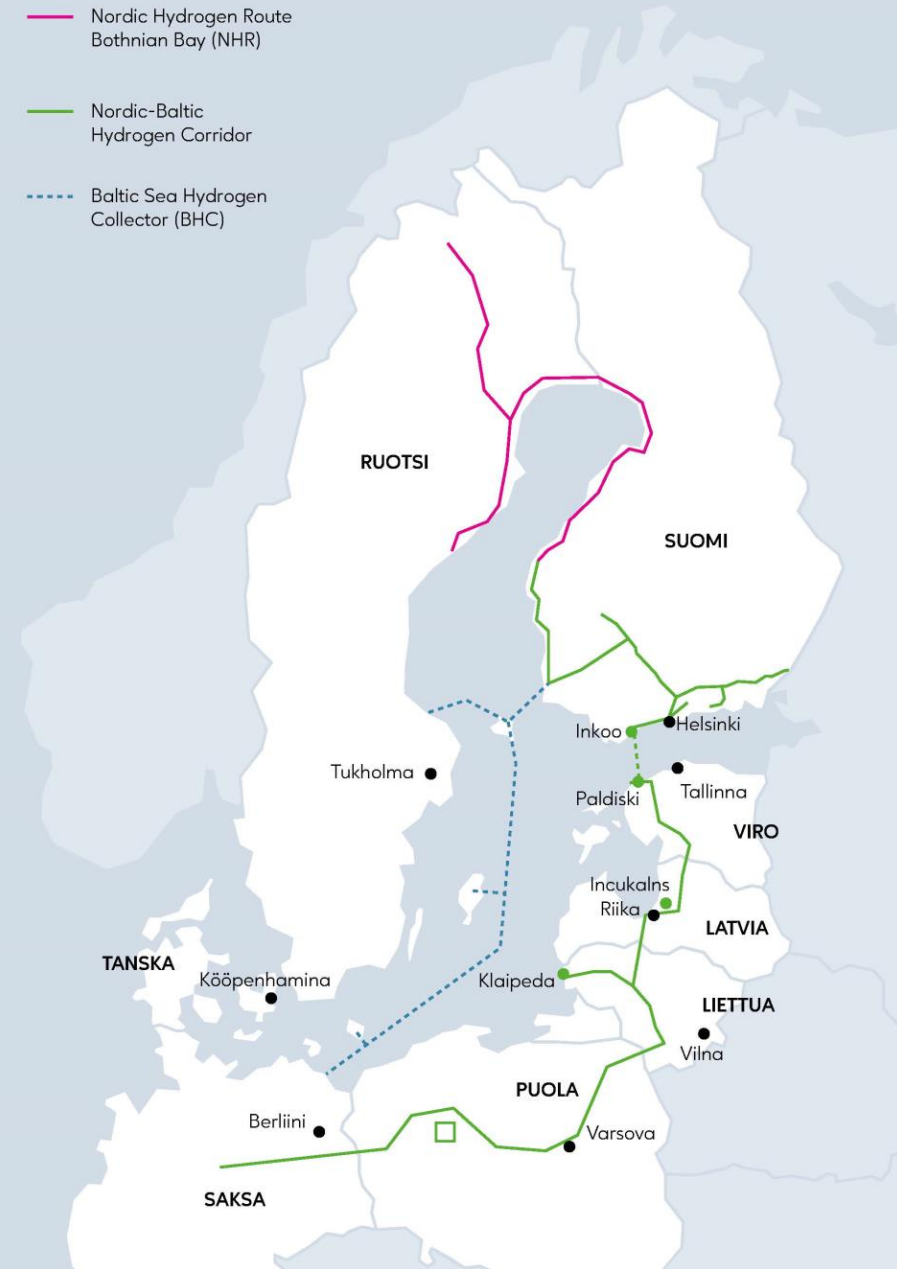 Nordic Hydrogen Route
Bothnian Bay (NHR)
Nordic-Baltic
Hydrogen Corridor
Baltic Sea Hydrogen
Collector (BHC)
RUOTSI
SUOMI
Inkoo
Helsinki
Tukholma
Paldiski
Tallinna
VIRO
Incukalns
Riika
LATVIA
TANSKA
Kööpenhamina
Klaipeda
LIETTUA
Vilna
PUOLA
Berliini
Varsova
SAKSA